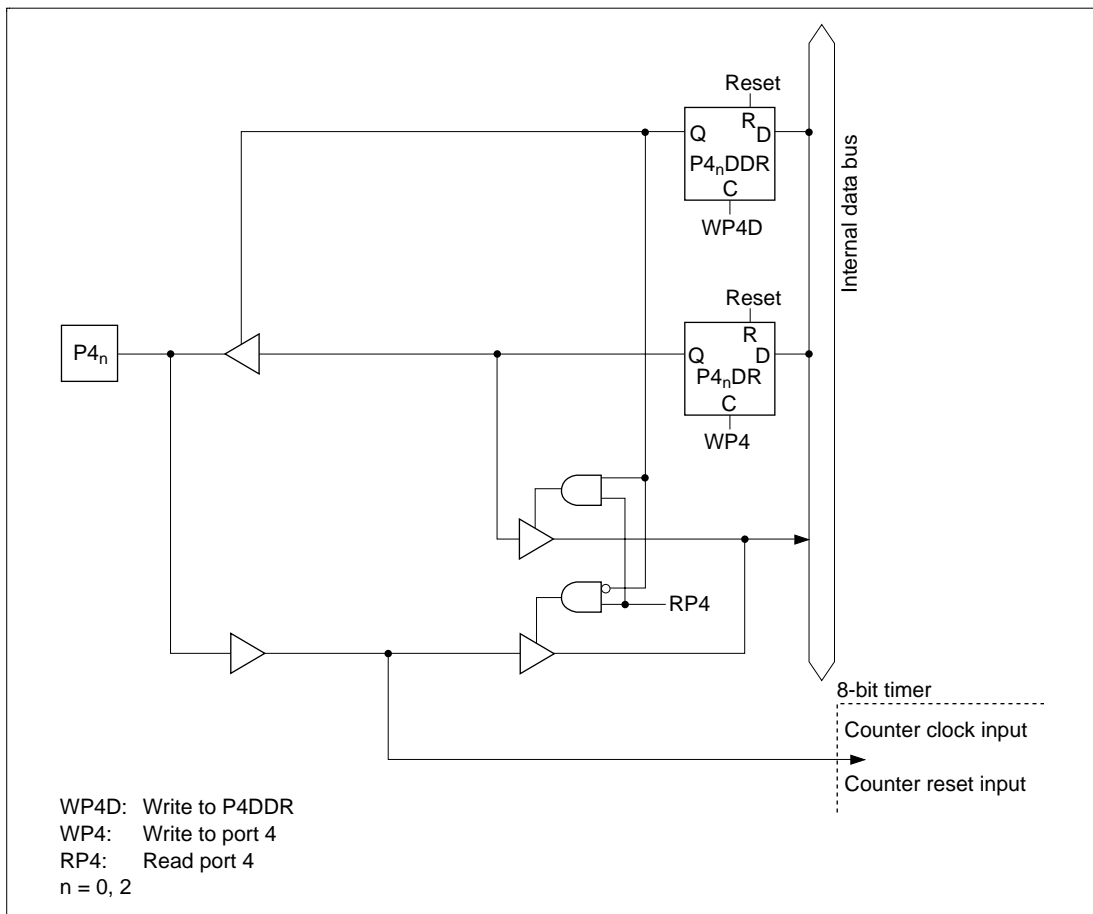 Reset
R
Q D
P4nDDR
C
WP4D
Internal data bus
Reset
R
P4n
Q D
P4nDR
C
WP4
RP4
8-bit timer
Counter clock input
Counter reset input
WP4D: Write to P4DDR
WP4: Write to port 4
RP4: Read port 4
n = 0, 2